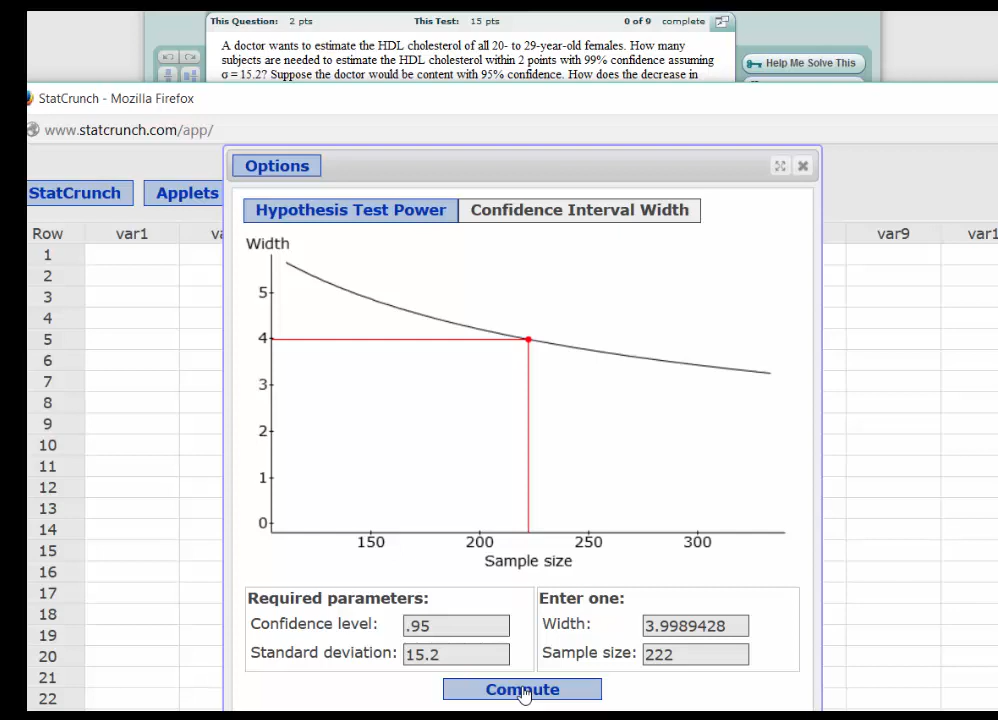 This Question: 2 pts This Test: 15 pts 0 of 9 complete
A doctor wants to estimate the HDL cholesterol of all 20- to 29-year-old females. How many
subjects are needed to estimate the HDL cholesterol within 2 points with 99% confidence assuming
σ = 15.2? Suppose the doctor would be content with 95% confidence. How does the decrease in
Help Me Solve This
StatCrunch - Mozilla Firefox
www.statcrunch.com/app/
Options
StatCrunch Applets
Hypothesis Test Power Confidence Interval Width
Row var1 var9
Width
1
2
3
4
5
6
7
8
9
10
11
12
13
14
15
16
17
18
19
20
21
22
5
4
3
2
1
0
150 200 250 300
Sample size
Required parameters: Enter one:
Confidence level: .95 Width: 3.9989428
Standard deviation: 15.2 Sample size: 222
Compute